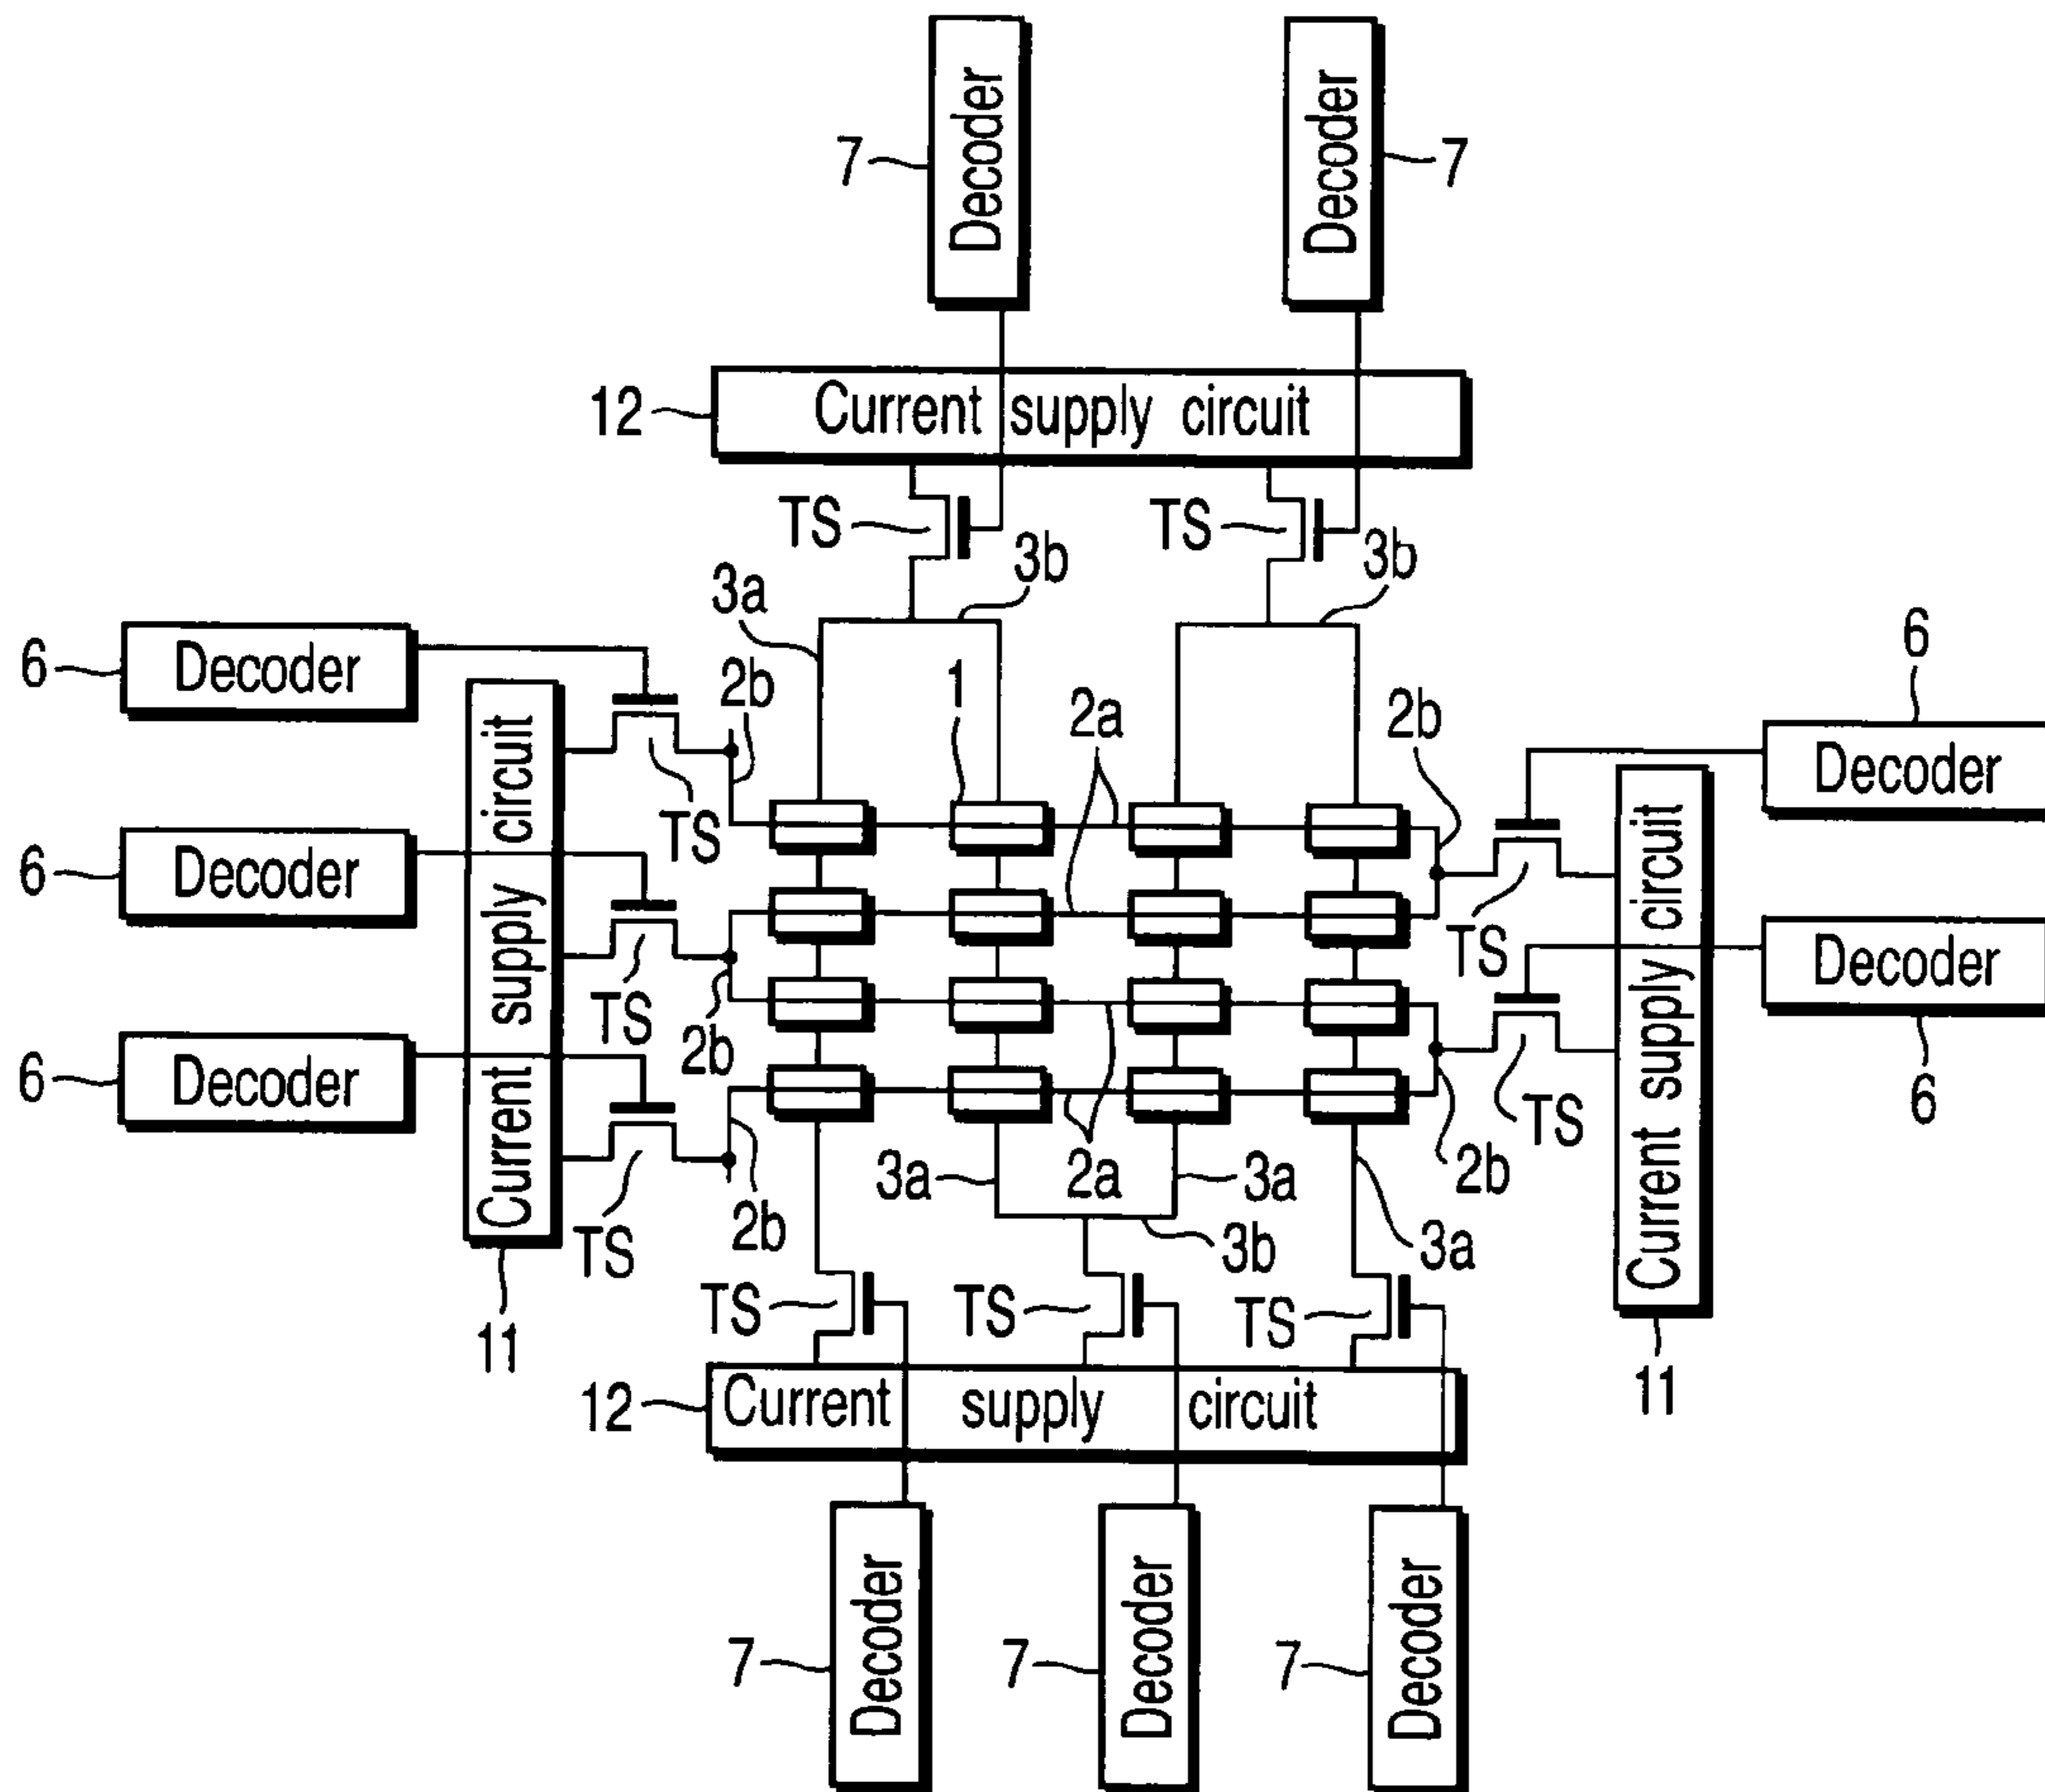 Decoder
Decoder
7
7
12
Current supply circuit
TS
TS
3b
3b
3a
6
Decoder
2b
1
2a
2b
6
Decoder
TS
Current supply circuit
6
Decoder
TS
2b
TS
Decoder
6
Current supply circuit
6
Decoder
TS
2b
3a
2a
3a
2b
3b
3a
TS
2b
11
TS
TS
TS
11
12
Current supply circuit
7
Decoder
7
Decoder
7
Decoder